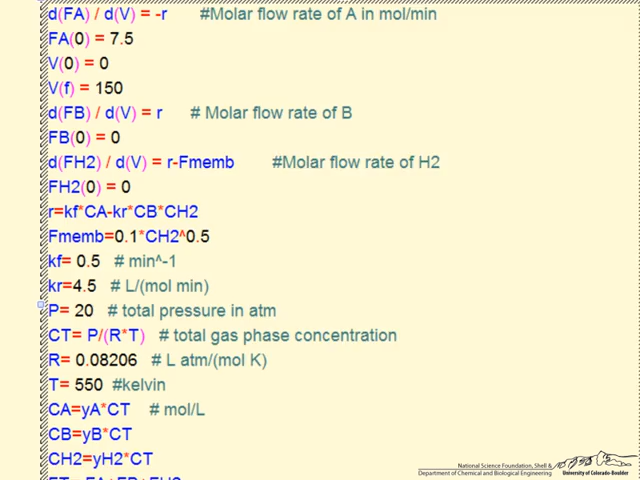 d(FA) / d(V) = -r #Molar flow rate of A in mol/min
FA(0) = 7.5
V(0) = 0
V(f) = 150
d(FB) / d(V) = r # Molar flow rate of B
FB(0) = 0
d(FH2) / d(V) = r-Fmemb #Molar flow rate of H2
FH2(0) = 0
r=kf*CA-kr*CB*CH2
Fmemb=0.1*CH2^0.5
kf= 0.5 # min^-1
kr=4.5 # L/(mol min)
P= 20 # total pressure in atm
CT= P/(R*T) # total gas phase concentration
R= 0.08206 # L atm/(mol K)
T= 550 #kelvin
CA=yA*CT # mol/L
CB=yB*CT
CH2=yH2*CT
FT= FA+FB+FH2
National Science Foundation, Shell &
Department of Chemical and Biological Engineering
University of Colorado-Boulder